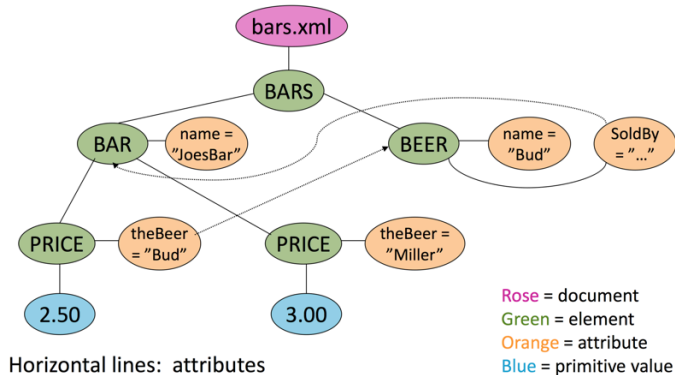 bars.xml
BARS
BAR
name =
”JoesBar”
BEER
name =
”Bud”
SoldBy
= ”...”
PRICE
theBeer
= ”Bud”
PRICE
theBeer =
”Miller”
2.50
3.00
Rose = document
Green = element
Orange = attribute
Blue = primitive value
Horizontal lines: attributes